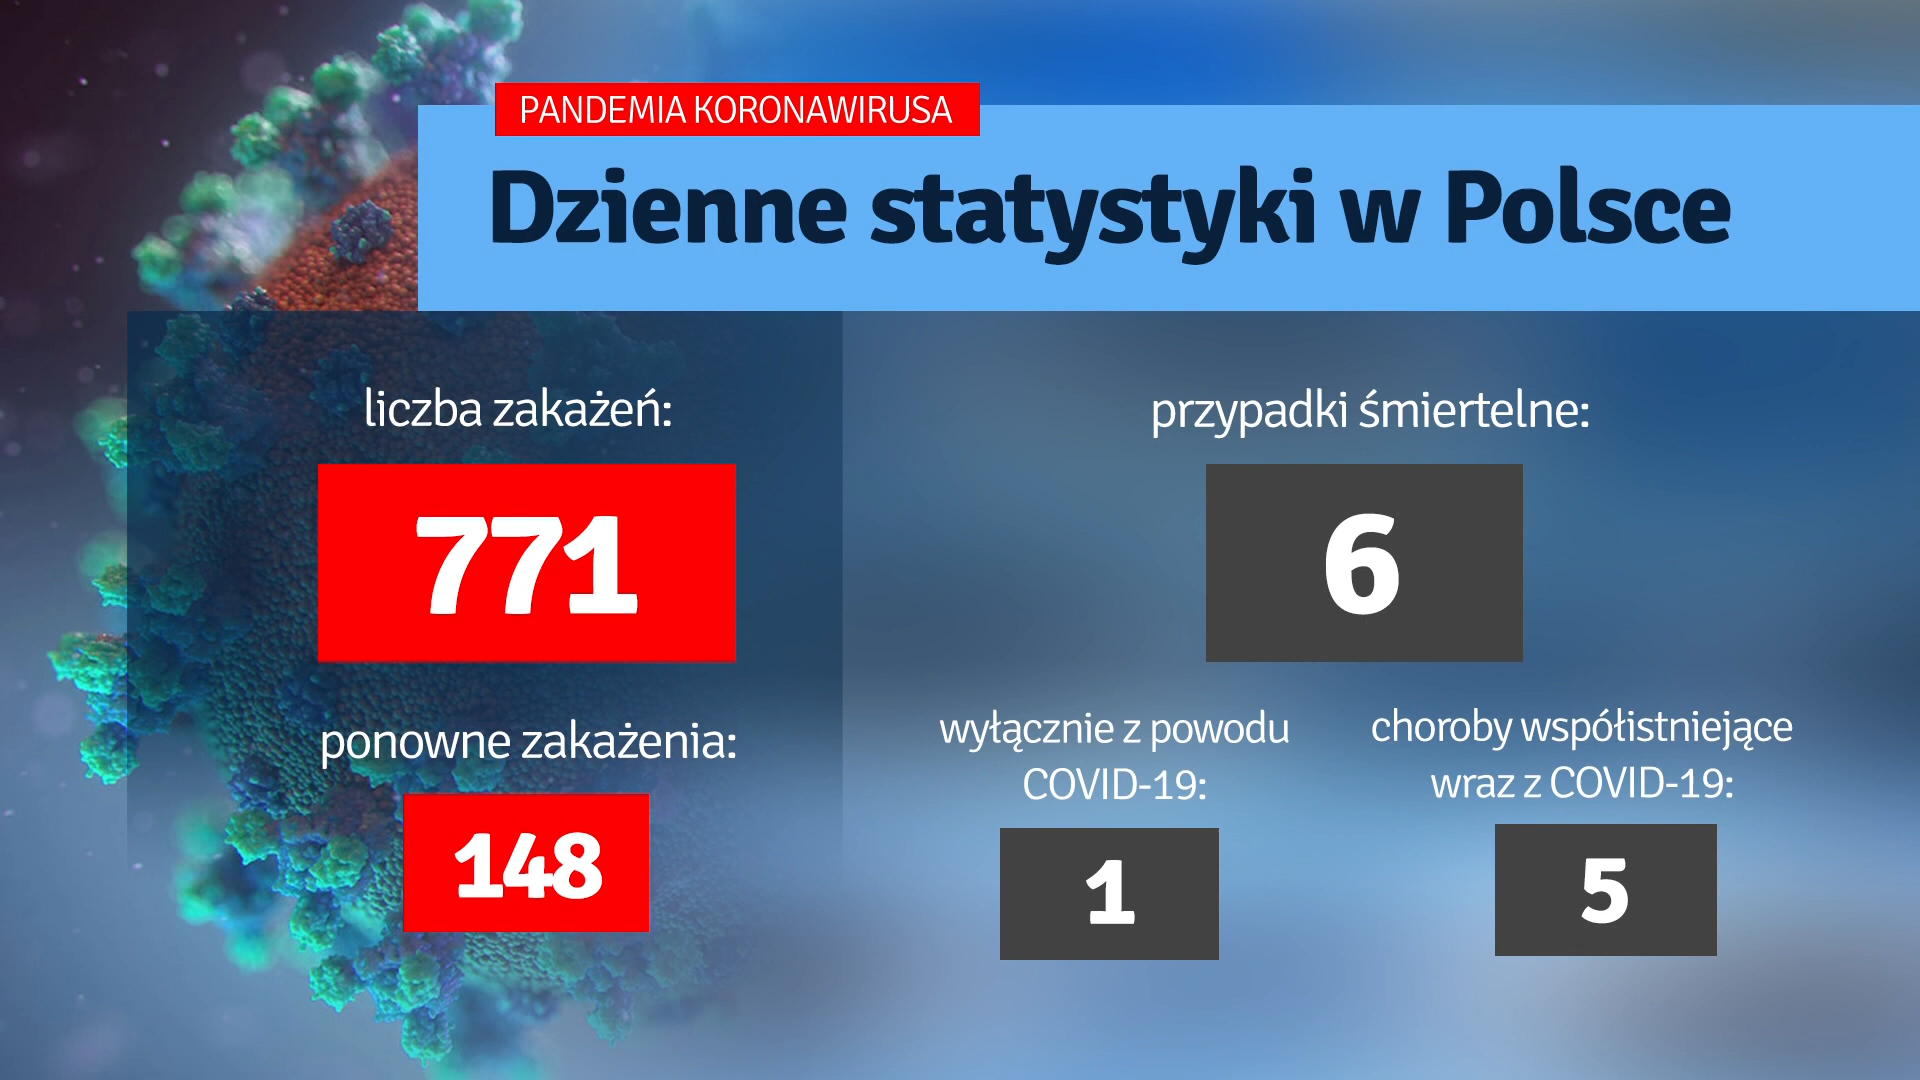 PANDEMIA KORONAWIRUSA
Dzienne statystyki w Polsce
liczba zakażeń:
771
ponowne zakażenia:
148
przypadki śmiertelne:
6
wyłącznie z powodu
COVID-19:
1
choroby współistniejące
wraz z COVID-19:
5